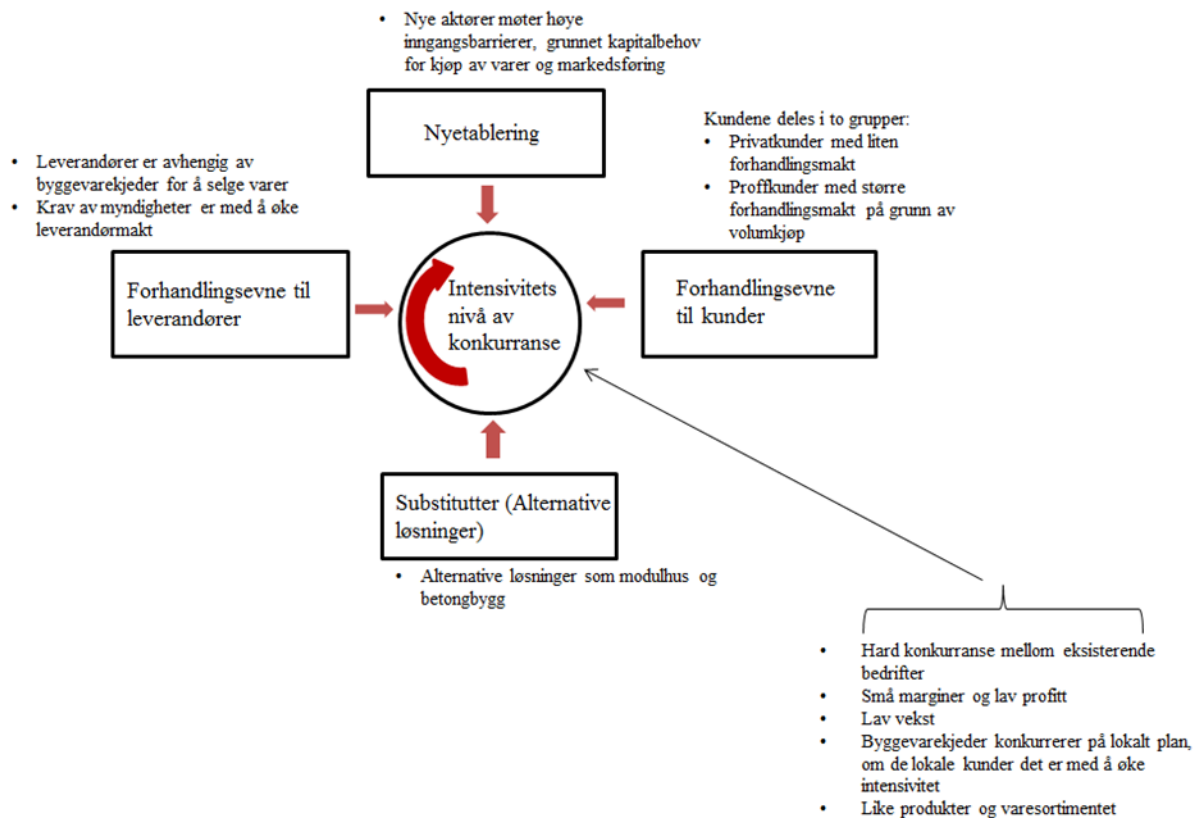 • Nye aktører møter høye
inngangsbarrierer, grunnet kapitalbehov
for kjøp av varer og markedsføring
Nyetablering
Kundene deles i to grupper:
• Privatkunder med liten
forhandlingsmakt
• Proffkunder med større
forhandlingsmakt på grunn av
volumkjøp
• Leverandører er avhengig av
byggevarekjeder for å selge varer
• Krav av myndigheter er med å øke
leverandørmakt
Forhandlingsevne til
leverandører
Intensivitets
nivå av
konkurranse
Forhandlingsevne
til kunder
Substitutter (Alternative
løsninger)
• Alternative løsninger som modulhus og
betongbygg
• Hard konkurranse mellom eksisterende
bedrifter
• Små marginer og lav profitt
• Lav vekst
• Byggevarekjeder konkurrerer på lokalt plan,
om de lokale kunder det er med å øke
intensivitet
• Like produkter og varesortimentet